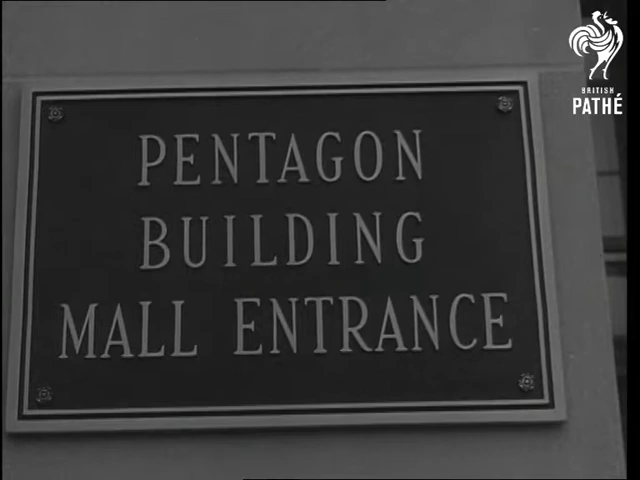 BRITISH
PATHÉ
PENTAGON
BUILDING
MALL ENTRANCE